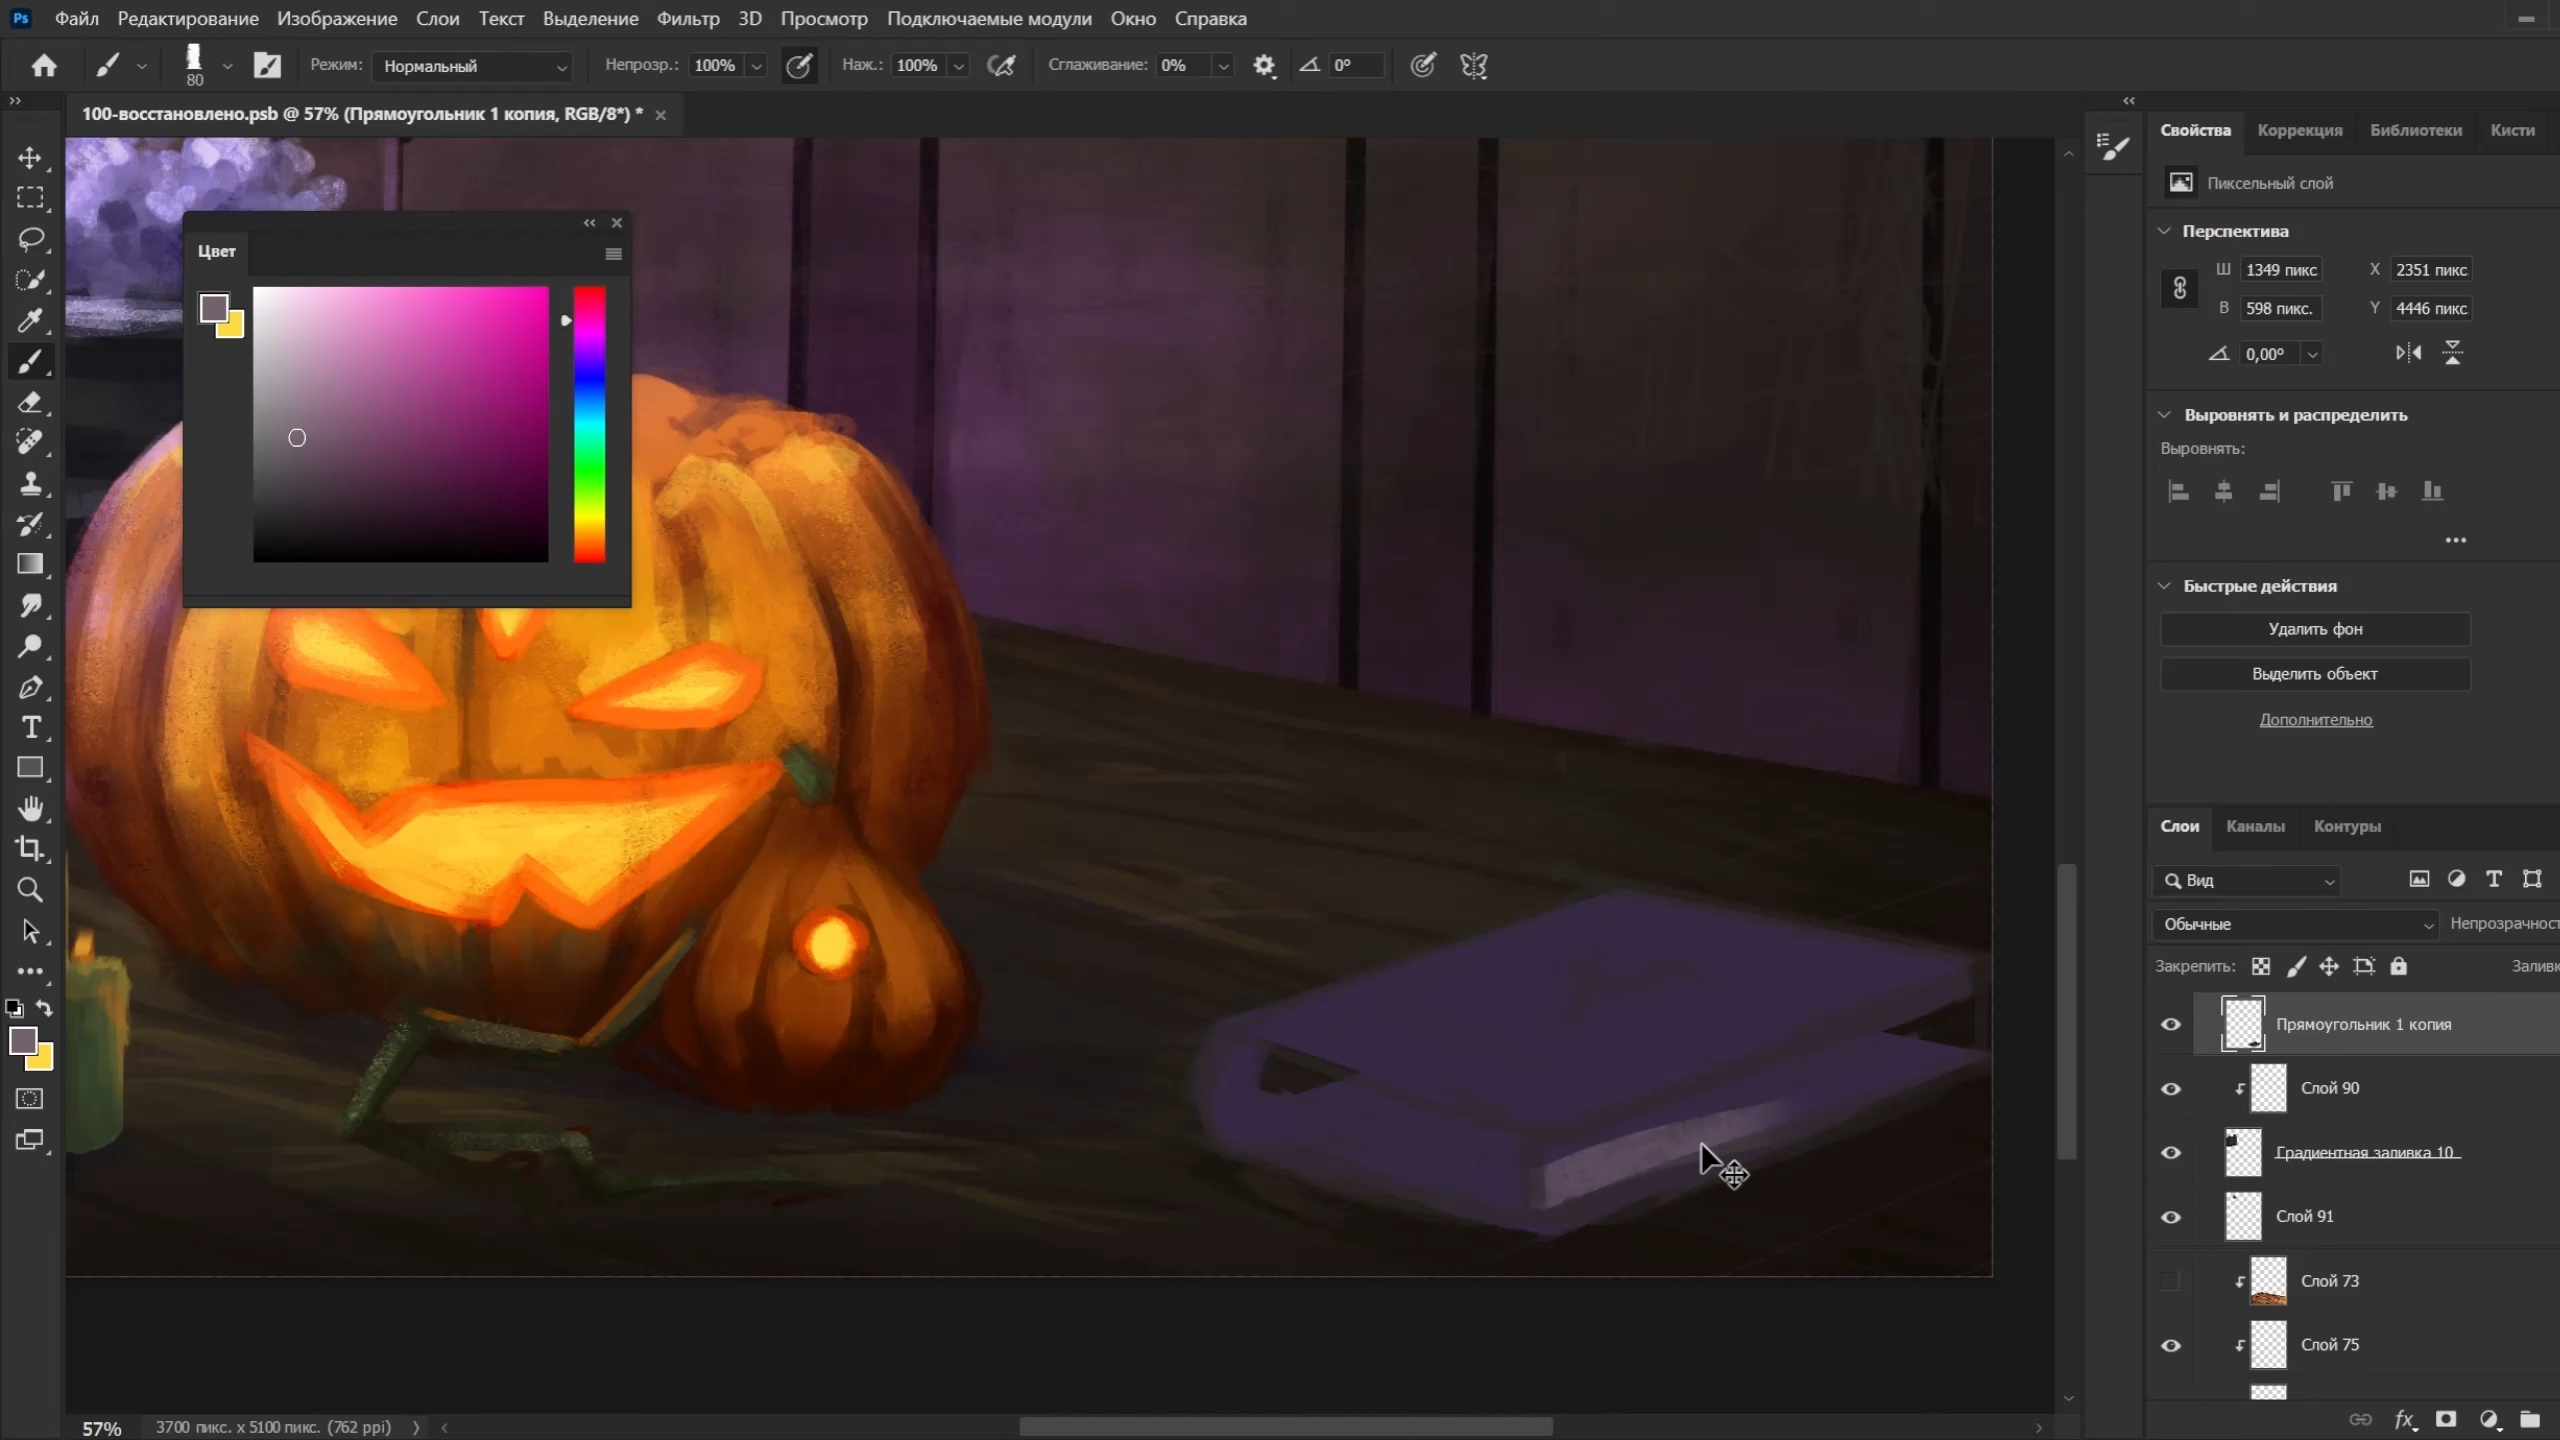 Ps Файл Редактирование Изображение Слои Текст Выделение Фильтр 3D Просмотр Подключаемые модули Окно Справка
80 Режим: Нормальный Непрозр.: 100% Наж.: 100% Сглаживание: 0% 0°
100-восстановлено.psb @ 57% (Прямоугольник 1 копия, RGB/8*) *
Цвет
Свойства Коррекция Библиотеки Кисти
Пиксельный слой
Перспектива
Ш 1349 пикс X 2351 пикс
В 598 пикс. Y 4446 пикс
0,00°
Выровнять и распределить
Выровнять:
Быстрые действия
Удалить фон
Выделить объект
Дополнительно
Слои Каналы Контуры
Вид
Обычные Непрозрачност
Закрепить: Заливк
Прямоугольник 1 копия
Слой 90
Градиентная заливка 10
Слой 91
Слой 73
Слой 75
57% 3700 пикс. x 5100 пикс. (762 ppi)